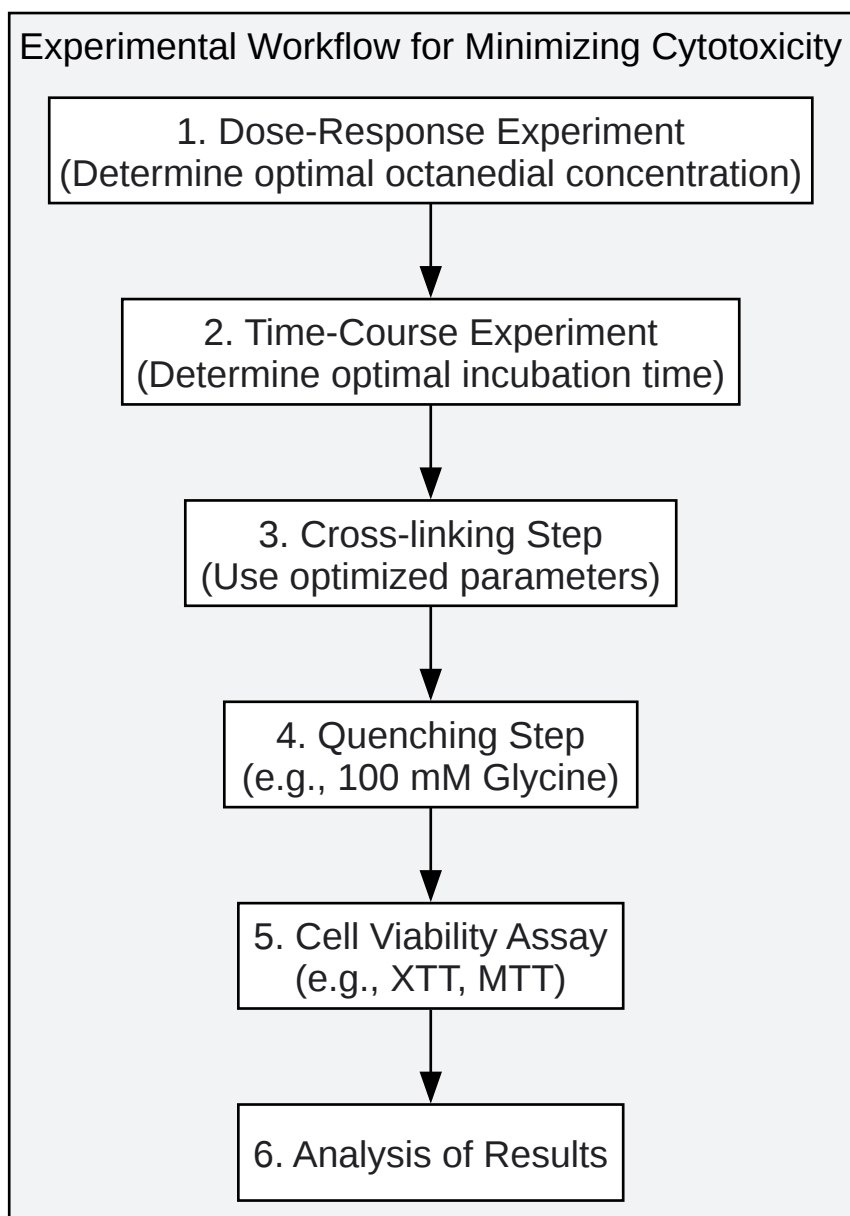 Experimental Workflow for Minimizing Cytotoxicity
1. Dose-Response Experiment
(Determine optimal octanedial concentration)
2. Time-Course Experiment
(Determine optimal incubation time)
3. Cross-linking Step
(Use optimized parameters)
4. Quenching Step
(e.g., 100 mM Glycine)
5. Cell Viability Assay
(e.g., XTT, MTT)
6. Analysis of Results